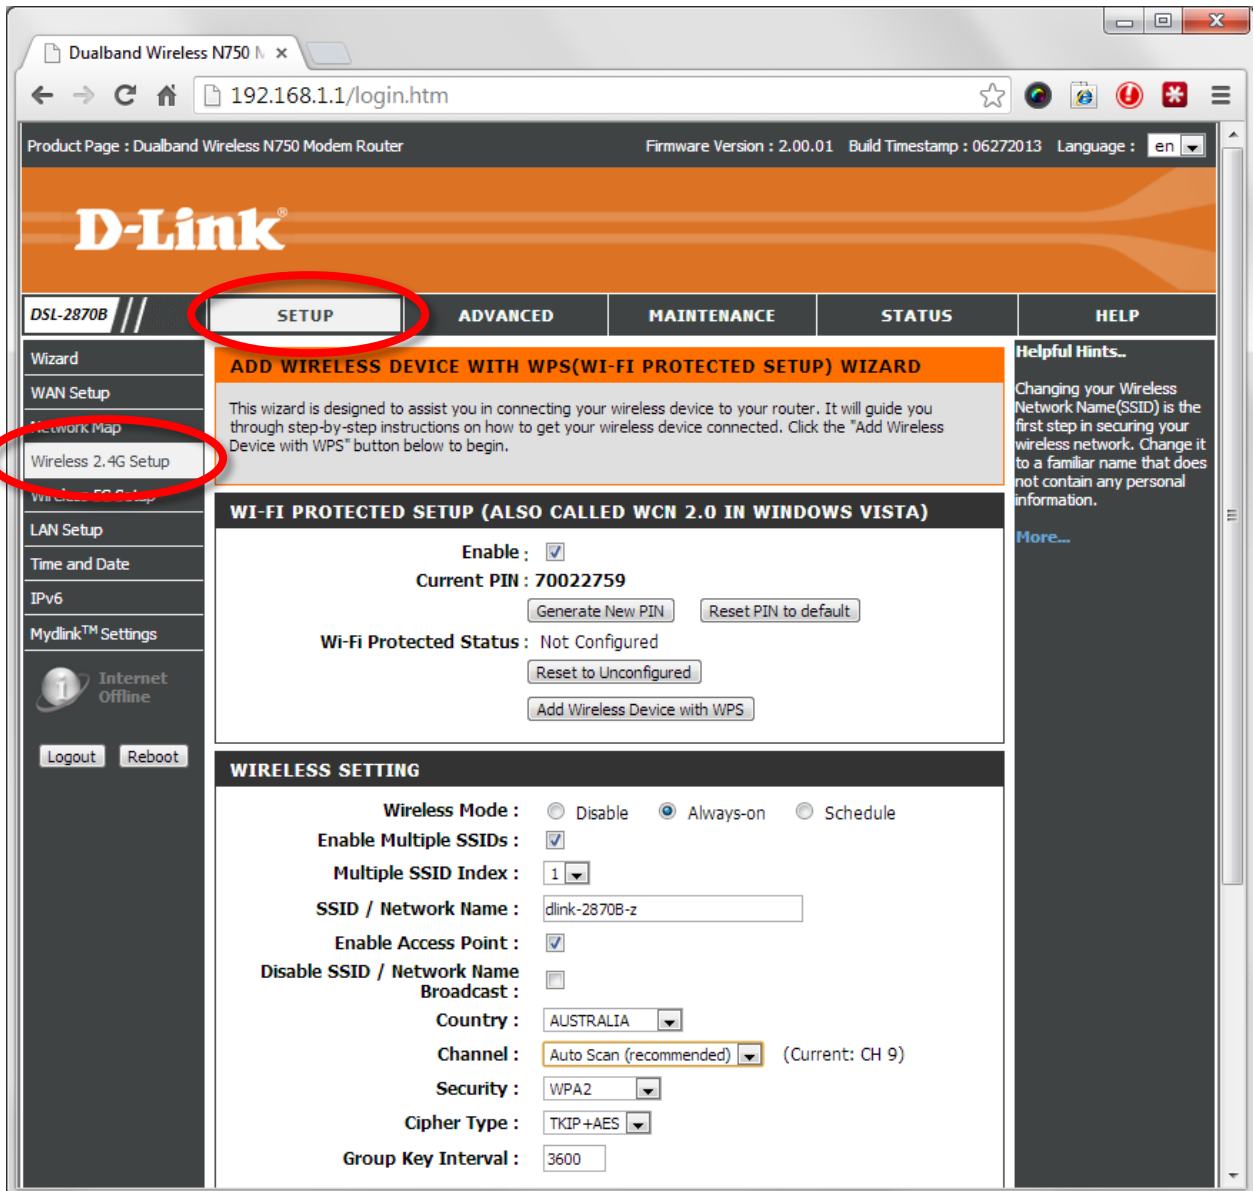 Dualband Wireless N750 M
192.168.1.1/login.htm
Product Page : Dualband Wireless N750 Modem Router
Firmware Version : 2.00.01 Build Timestamp : 06272013 Language : en
D-Link®
DSL-2870B
SETUP
ADVANCED
MAINTENANCE
STATUS
HELP
Wizard
WAN Setup
Network Map
Wireless 2.4G Setup
Wireless 5G Setup
LAN Setup
Time and Date
IPv6
Mydlink™ Settings
Internet
Offline
Logout Reboot
ADD WIRELESS DEVICE WITH WPS(WI-FI PROTECTED SETUP) WIZARD
This wizard is designed to assist you in connecting your wireless device to your router. It will guide you
through step-by-step instructions on how to get your wireless device connected. Click the "Add Wireless
Device with WPS" button below to begin.
WI-FI PROTECTED SETUP (ALSO CALLED WCN 2.0 IN WINDOWS VISTA)
Enable :
Current PIN : 70022759
Generate New PIN Reset PIN to default
Wi-Fi Protected Status : Not Configured
Reset to Unconfigured
Add Wireless Device with WPS
WIRELESS SETTING
Wireless Mode : Disable Always-on Schedule
Enable Multiple SSIDs :
Multiple SSID Index : 1
SSID / Network Name : dlink-2870B-z
Enable Access Point :
Disable SSID / Network Name
Broadcast :
Country : AUSTRALIA
Channel : Auto Scan (recommended) (Current: CH 9)
Security : WPA2
Cipher Type : TKIP+AES
Group Key Interval : 3600
Helpful Hints..
Changing your Wireless
Network Name(SSID) is the
first step in securing your
wireless network. Change it
to a familiar name that does
not contain any personal
information.
More...